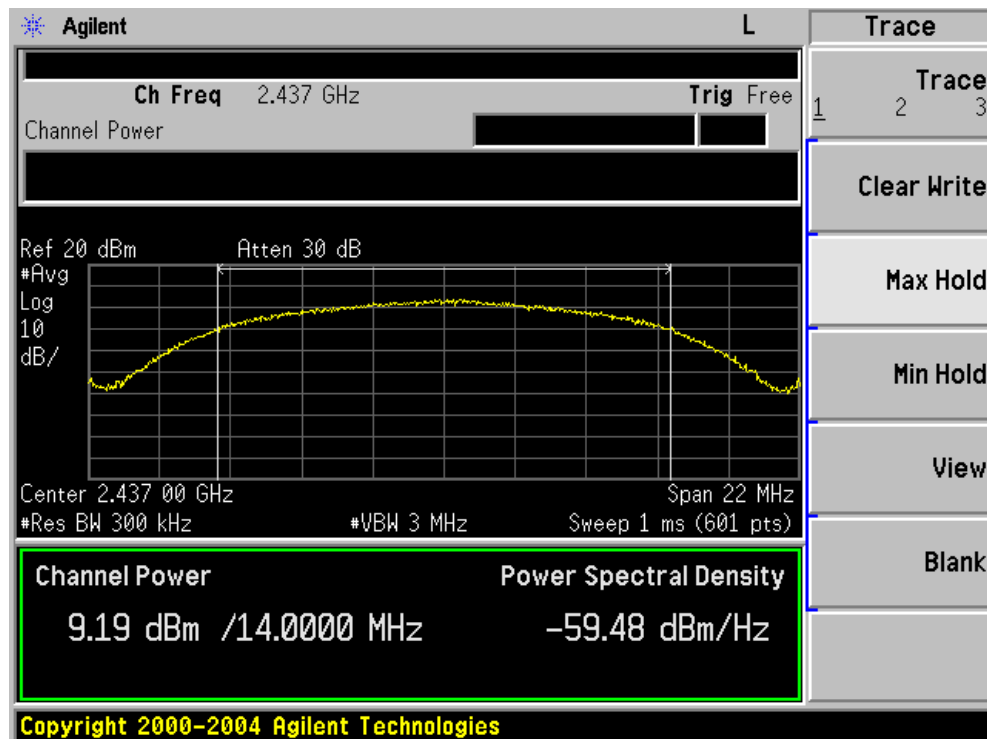 Agilent L Trace
Ch Freq 2.437 GHz Trig Free
Channel Power
Ref 20 dBm Atten 30 dB
#Avg
Log
10
dB/
Center 2.437 00 GHz Span 22 MHz
#Res BW 300 kHz #VBW 3 MHz Sweep 1 ms (601 pts)
Channel Power Power Spectral Density
9.19 dBm /14.0000 MHz -59.48 dBm/Hz
Copyright 2000-2004 Agilent Technologies
Trace
1 2 3
Clear Write
Max Hold
Min Hold
View
Blank